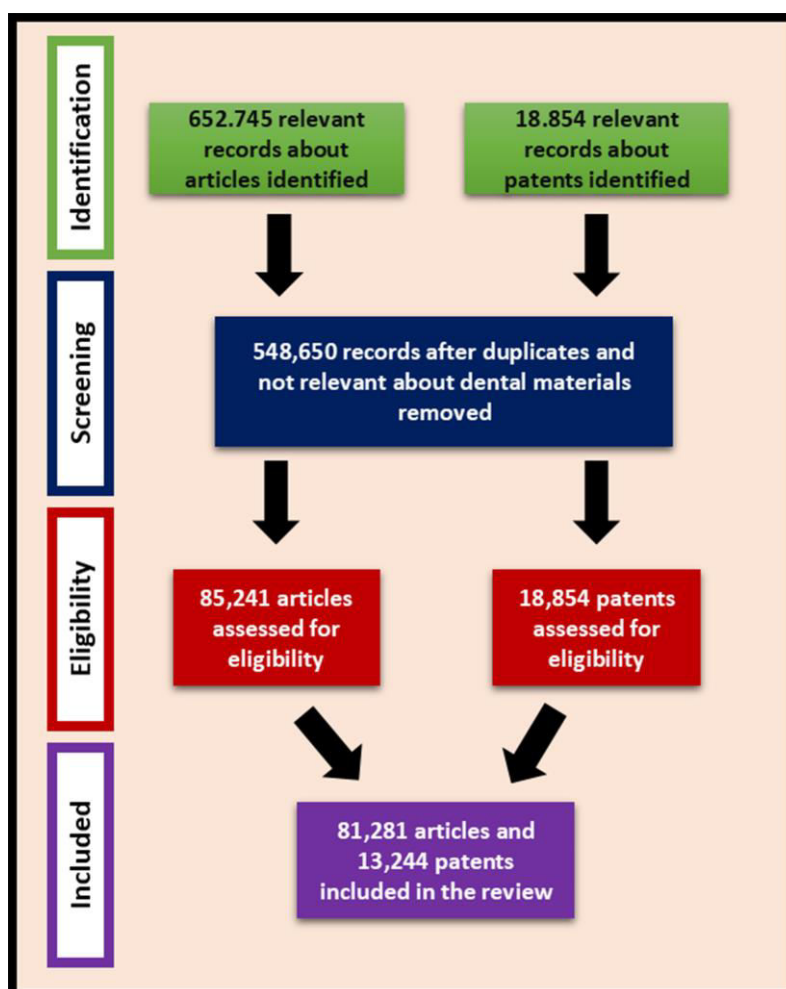 Identification
652.745 relevant
records about
articles identified
18.854 relevant
records about
patents identified
Screening
548,650 records after duplicates and
not relevant about dental materials
removed
Eligibility
85,241 articles
assessed for
eligibility
18,854 patents
assessed for
eligibility
Included
81,281 articles and
13,244 patents
included in the review